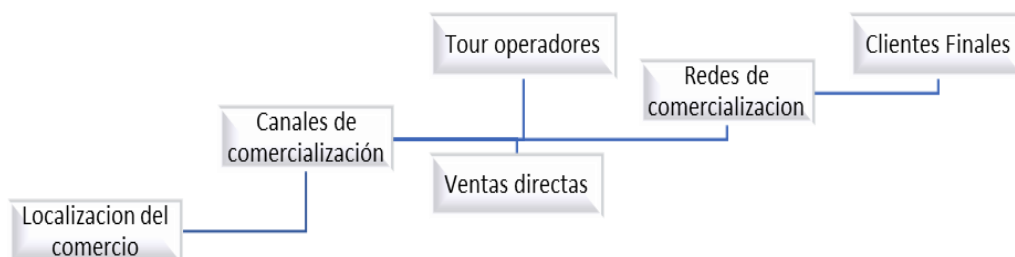 Tour operadores
Clientes Finales
Redes de
comercializacion
Canales de
comercialización
Ventas directas
Localizacion del
comercio